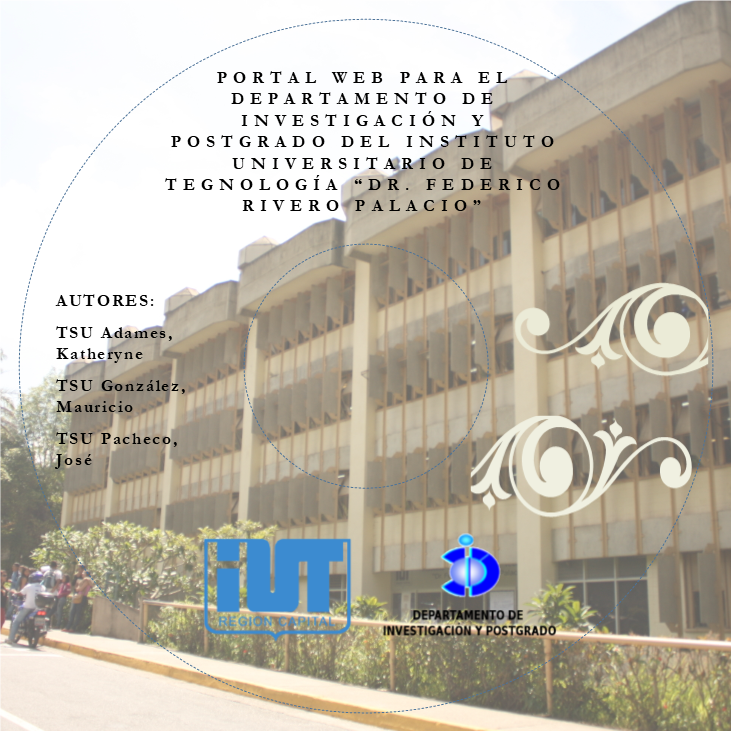 PORTAL WEB PARA EL
DEPARTAMENTO DE
INVESTIGACIÓN Y
POSTGRADO DEL INSTITUTO
UNIVERSITARIO DE
TEGNOLOGÍA “DR. FEDERICO
RIVERO PALACIO”
AUTORES:
TSU Adames,
Katheryne
TSU González,
Mauricio
TSU Pacheco,
José
IUT
REGIÓN CAPITAL
DEPARTAMENTO DE
INVESTIGACIÓN Y POSTGRADO